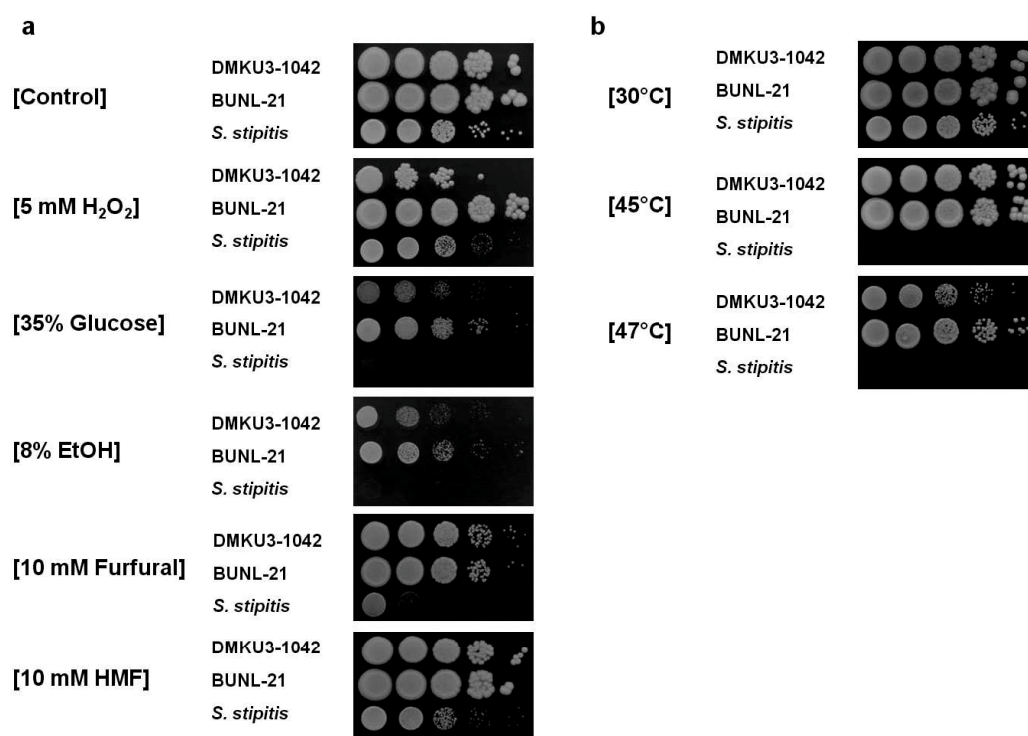 a
[Control]
DMKU3-1042
BUNL-21
S. stipitis
[5 mM H₂O₂]
DMKU3-1042
BUNL-21
S. stipitis
[35% Glucose]
DMKU3-1042
BUNL-21
S. stipitis
[8% EtOH]
DMKU3-1042
BUNL-21
S. stipitis
[10 mM Furfural]
DMKU3-1042
BUNL-21
S. stipitis
[10 mM HMF]
DMKU3-1042
BUNL-21
S. stipitis
b
[30°C]
DMKU3-1042
BUNL-21
S. stipitis
[45°C]
DMKU3-1042
BUNL-21
S. stipitis
[47°C]
DMKU3-1042
BUNL-21
S. stipitis